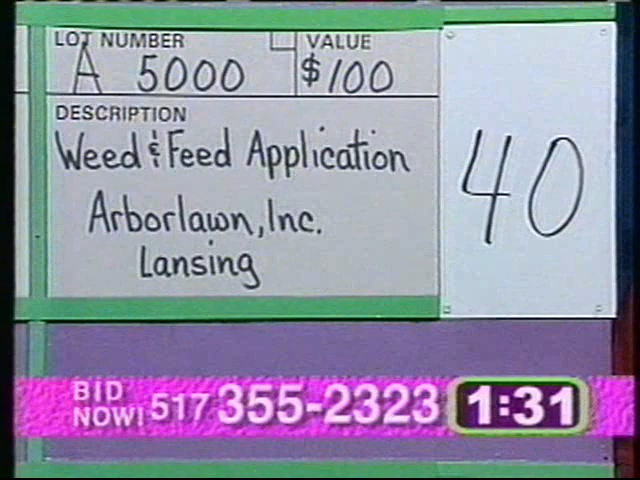 LOT NUMBER
A 5000
VALUE
$100
DESCRIPTION
Weed & Feed Application
Arborlawn, Inc.
Lansing
40
BID NOW! 517 355-2323 1:31